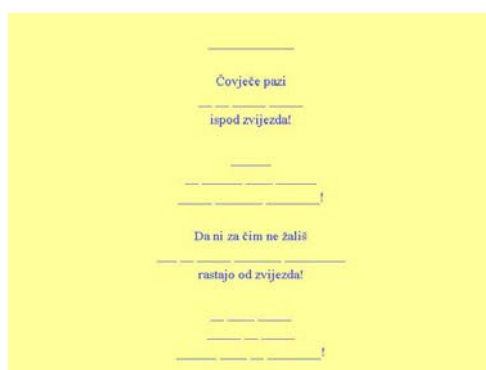 Čovječe pazi
ispod zvijezda!
!
Da ni za čim ne žališ
rastajo od zvijezda!
!